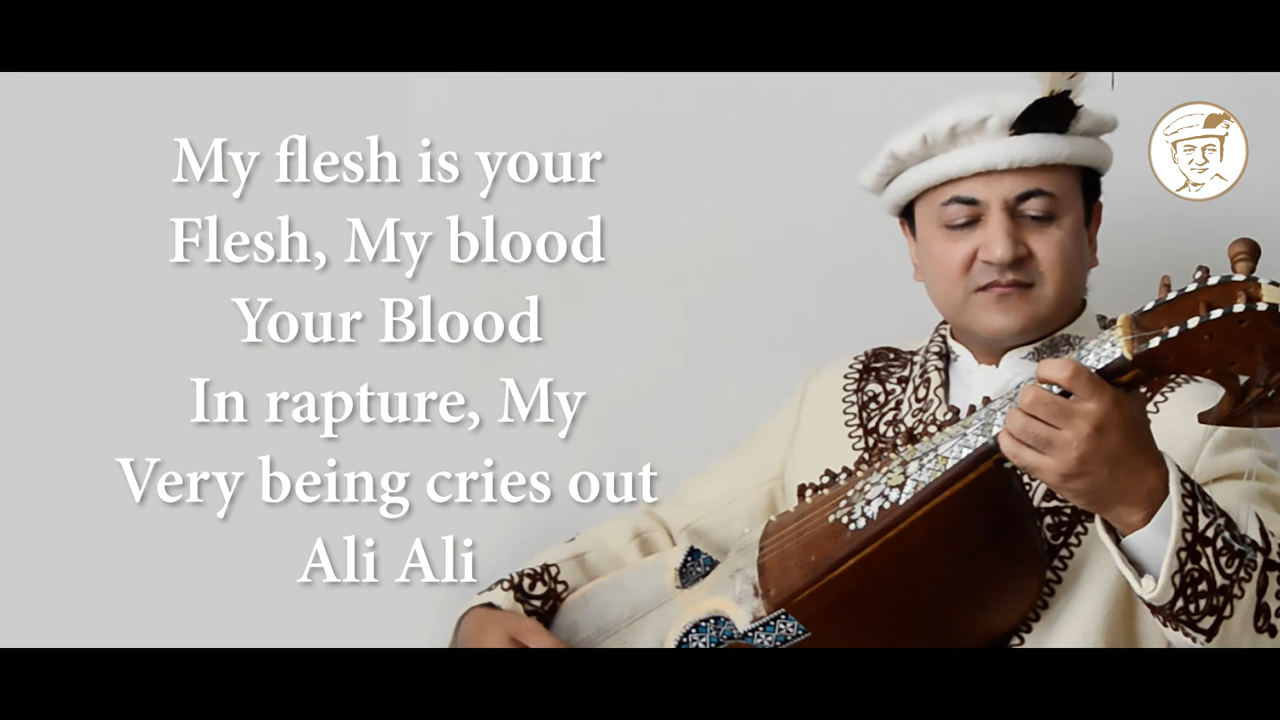 My flesh is your
Flesh, My blood
Your Blood
In rapture, My
Very being cries out
Ali Ali